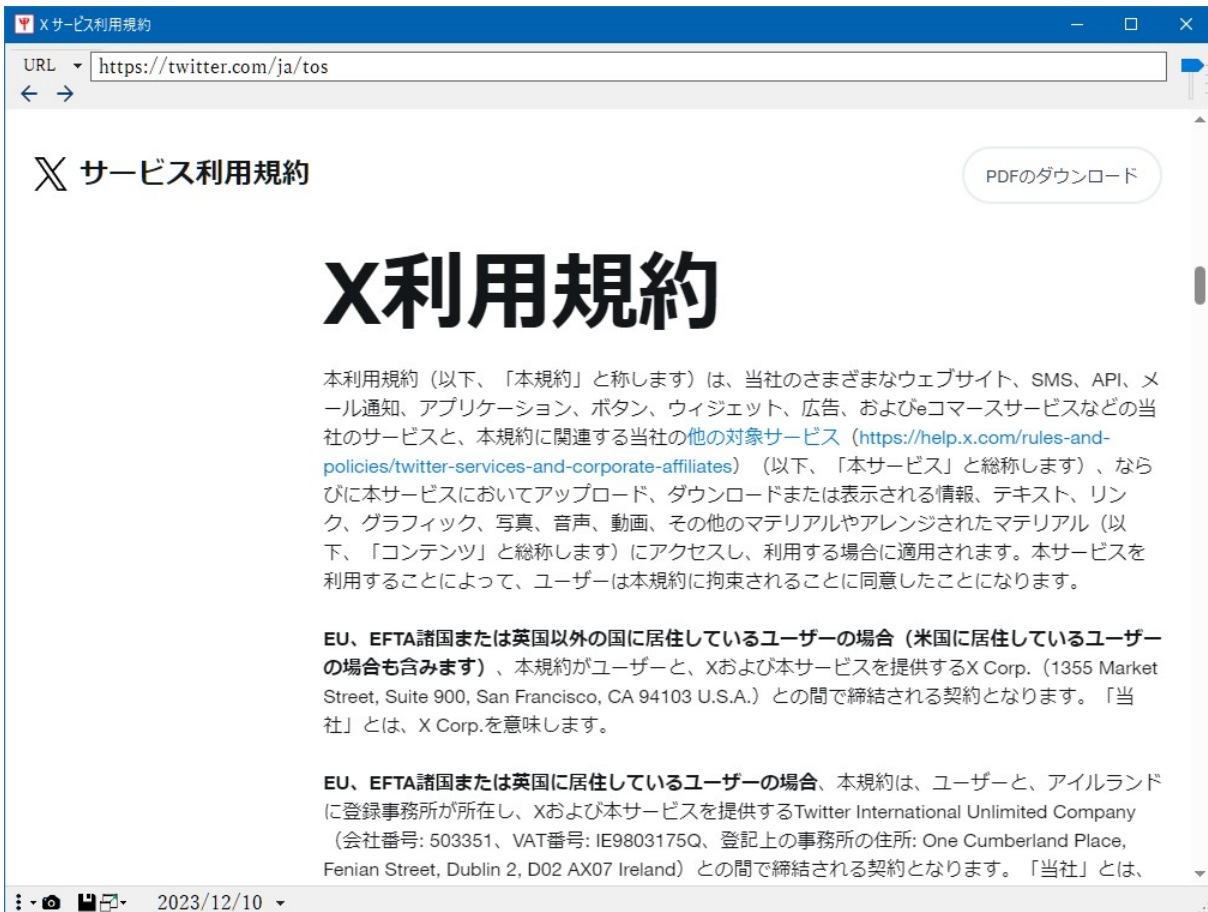 X サービス利用規約
URL
https://twitter.com/ja/tos
X サービス利用規約
PDFのダウンロード
X利用規約
本利用規約（以下、「本規約」と称します）は、当社のさまざまなウェブサイト、SMS、API、メ
ール通知、アプリケーション、ボタン、ウィジェット、広告、およびeコマースサービスなどの当
社のサービスと、本規約に関連する当社の他の対象サービス（https://help.x.com/rules-and-
policies/twitter-services-and-corporate-affiliates）（以下、「本サービス」と総称します）、なら
びに本サービスにおいてアップロード、ダウンロードまたは表示される情報、テキスト、リン
ク、グラフィック、写真、音声、動画、その他のマテリアルやアレンジされたマテリアル（以
下、「コンテンツ」と総称します）にアクセスし、利用する場合に適用されます。本サービスを
利用することによって、ユーザーは本規約に拘束されることに同意したことになります。
EU、EFTA諸国または英国以外の国に居住しているユーザーの場合（米国に居住しているユーザー
の場合も含みます）、本規約がユーザーと、Xおよび本サービスを提供するX Corp.（1355 Market
Street, Suite 900, San Francisco, CA 94103 U.S.A.）との間で締結される契約となります。「当
社」とは、X Corp.を意味します。
EU、EFTA諸国または英国に居住しているユーザーの場合、本規約は、ユーザーと、アイルランド
に登録事務所が所在し、Xおよび本サービスを提供するTwitter International Unlimited Company
（会社番号: 503351、VAT番号: IE9803175Q、登記上の事務所の住所: One Cumberland Place,
Fenian Street, Dublin 2, D02 AX07 Ireland）との間で締結される契約となります。「当社」とは、
2023/12/10